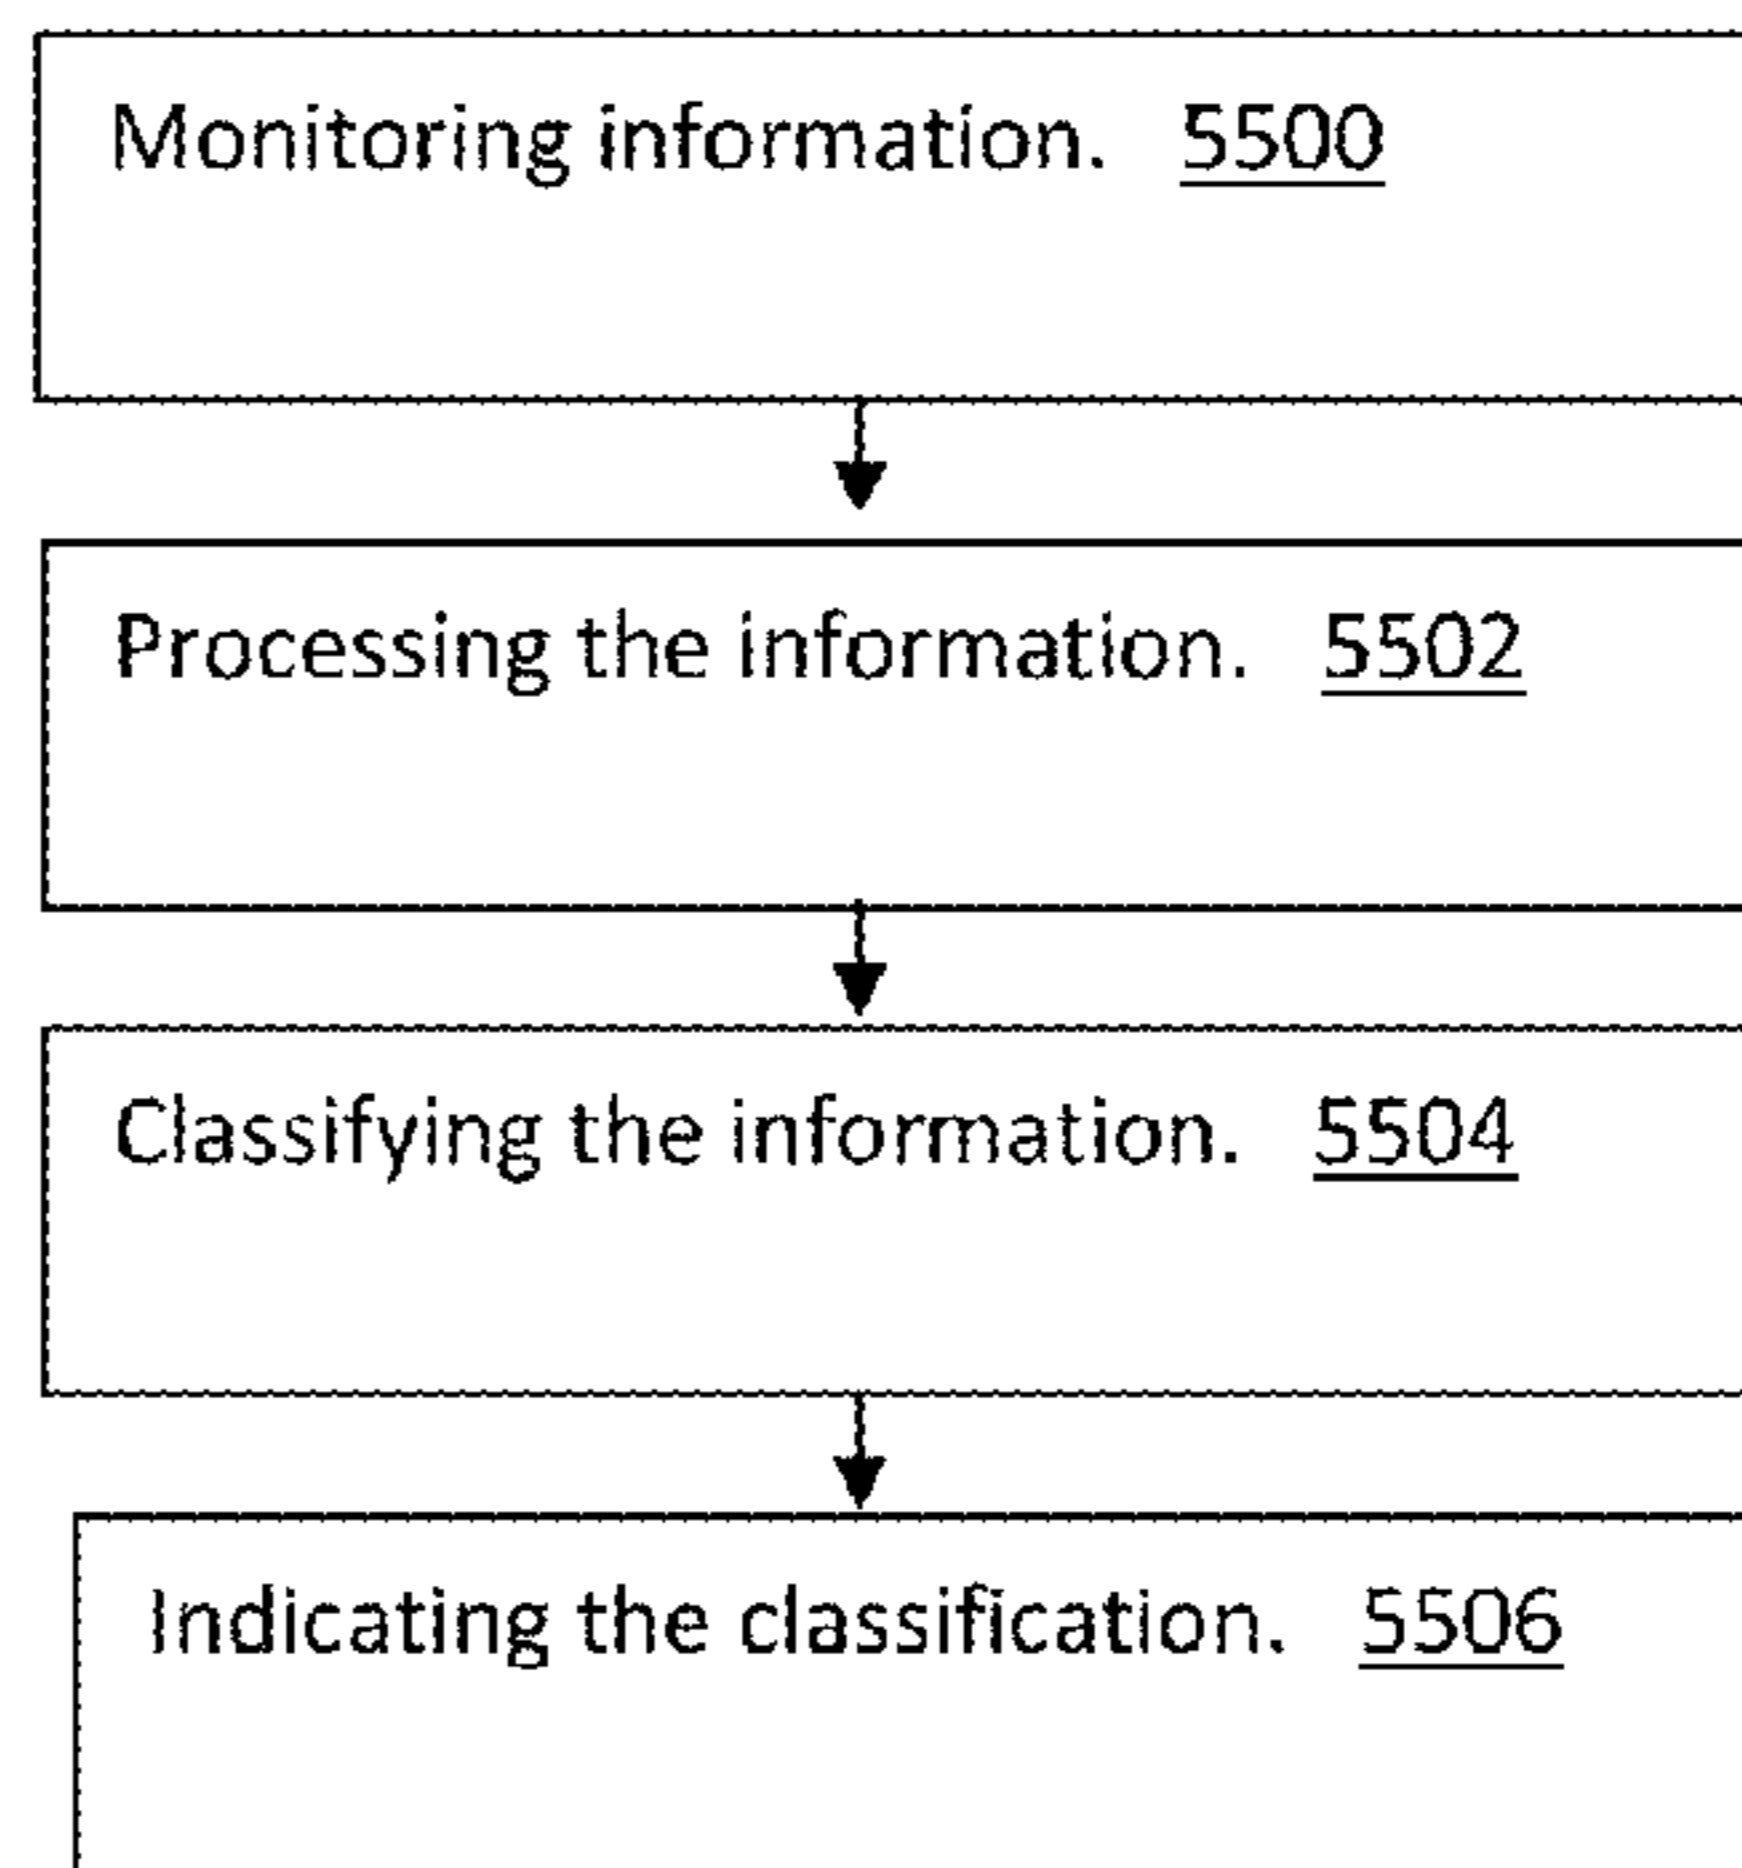 Monitoring information. 5500
Processing the information. 5502
Classifying the information. 5504
Indicating the classification. 5506